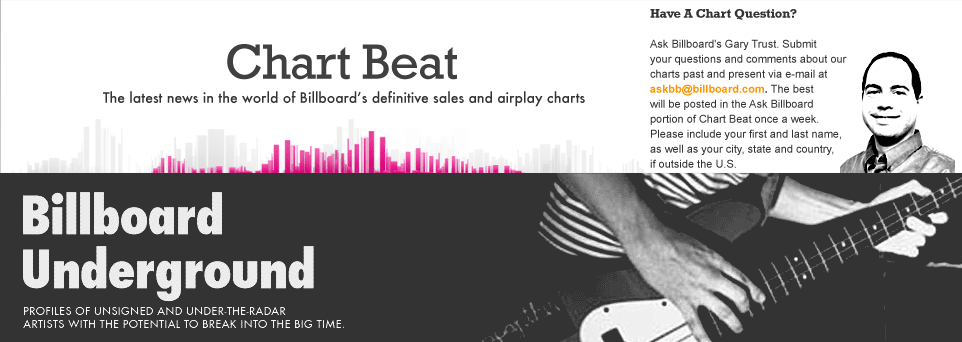 Chart Beat
The latest news in the world of Billboard's definitive sales and airplay charts
Have A Chart Question?
Ask Billboard's Gary Trust. Submit
your questions and comments about our
charts past and present via e-mail at
askbb@billboard.com. The best
will be posted in the Ask Billboard
portion of Chart Beat once a week.
Please include your first and last name,
as well as your city, state and country,
if outside the U.S.
Billboard
Underground
PROFILES OF UNSIGNED AND UNDER-THE-RADAR
ARTISTS WITH THE POTENTIAL TO BREAK INTO THE BIG TIME.